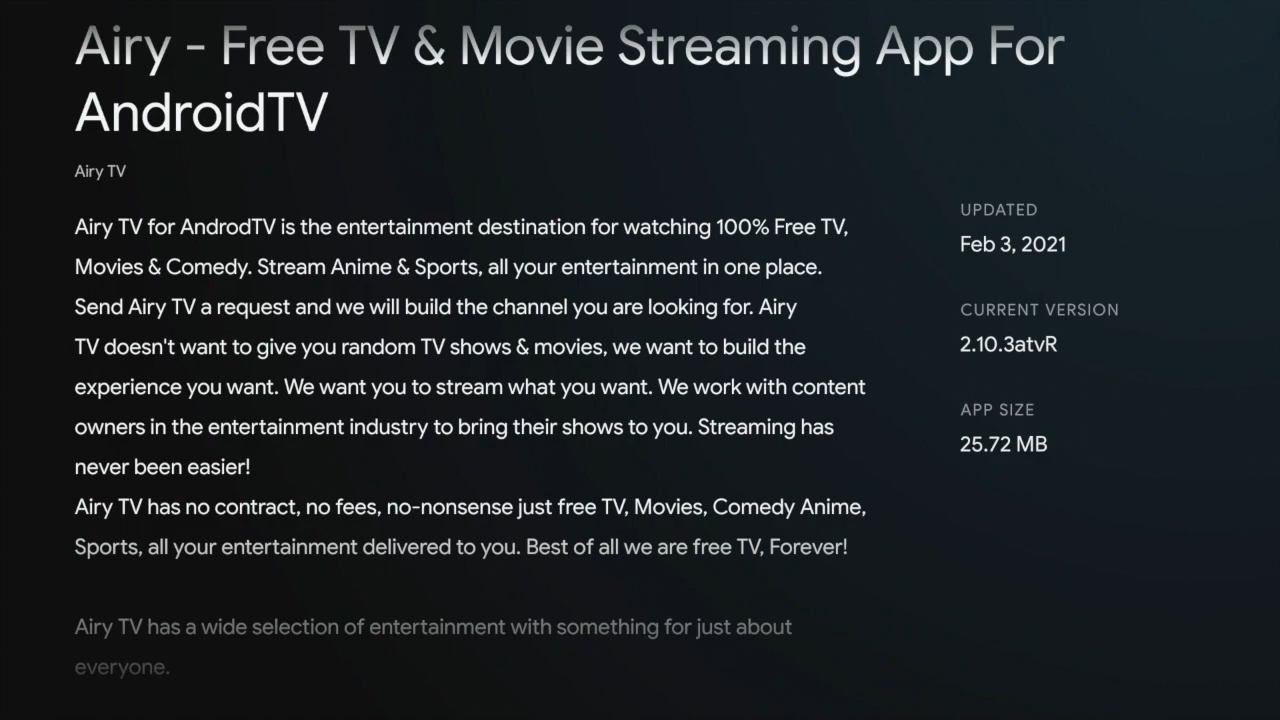 Airy - Free TV & Movie Streaming App For
AndroidTV
Airy TV
Airy TV for AndrodTV is the entertainment destination for watching 100% Free TV,
Movies & Comedy. Stream Anime & Sports, all your entertainment in one place.
Send Airy TV a request and we will build the channel you are looking for. Airy
TV doesn't want to give you random TV shows & movies, we want to build the
experience you want. We want you to stream what you want. We work with content
owners in the entertainment industry to bring their shows to you. Streaming has
never been easier!
Airy TV has no contract, no fees, no-nonsense just free TV, Movies, Comedy Anime,
Sports, all your entertainment delivered to you. Best of all we are free TV, Forever!
Airy TV has a wide selection of entertainment with something for just about
everyone.
UPDATED
Feb 3, 2021
CURRENT VERSION
2.10.3atvR
APP SIZE
25.72 MB